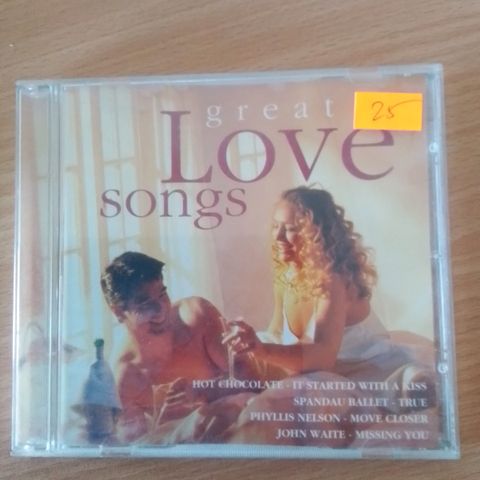 great
Love
songs
25
HOT CHOCOLATE - IT STARTED WITH A KISS
SPANDAU BALLET - TRUE
PHYLLIS NELSON - MOVE CLOSER
JOHN WAITE - MISSING YOU